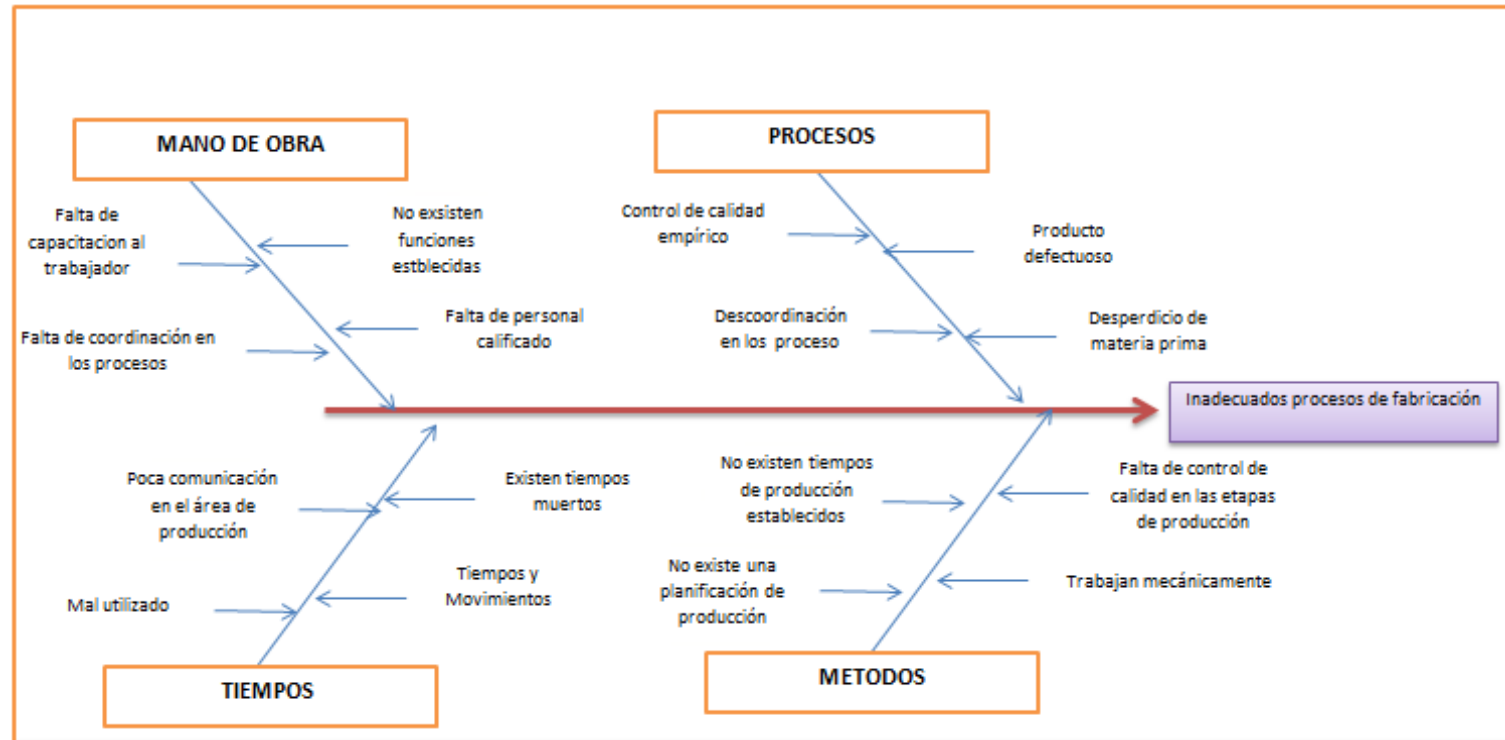 MANO DE OBRA
PROCESOS
Falta de
capacitacion al
trabajador
No exsisten
funciones
estblecidas
Falta de coordinación en
los procesos
Falta de personal
calificado
Control de calidad
empírico
Producto
defectuoso
Descoordinación
en los proceso
Desperdicio de
materia prima
Inadecuados procesos de fabricación
Poca comunicación
en el área de
producción
Existen tiempos
muertos
Mal utilizado
Tiempos y
Movimientos
No existen tiempos
de producción
establecidos
Falta de control de
calidad en las etapas
de producción
No existe una
planificación de
producción
Trabajan mecánicamente
TIEMPOS
METODOS